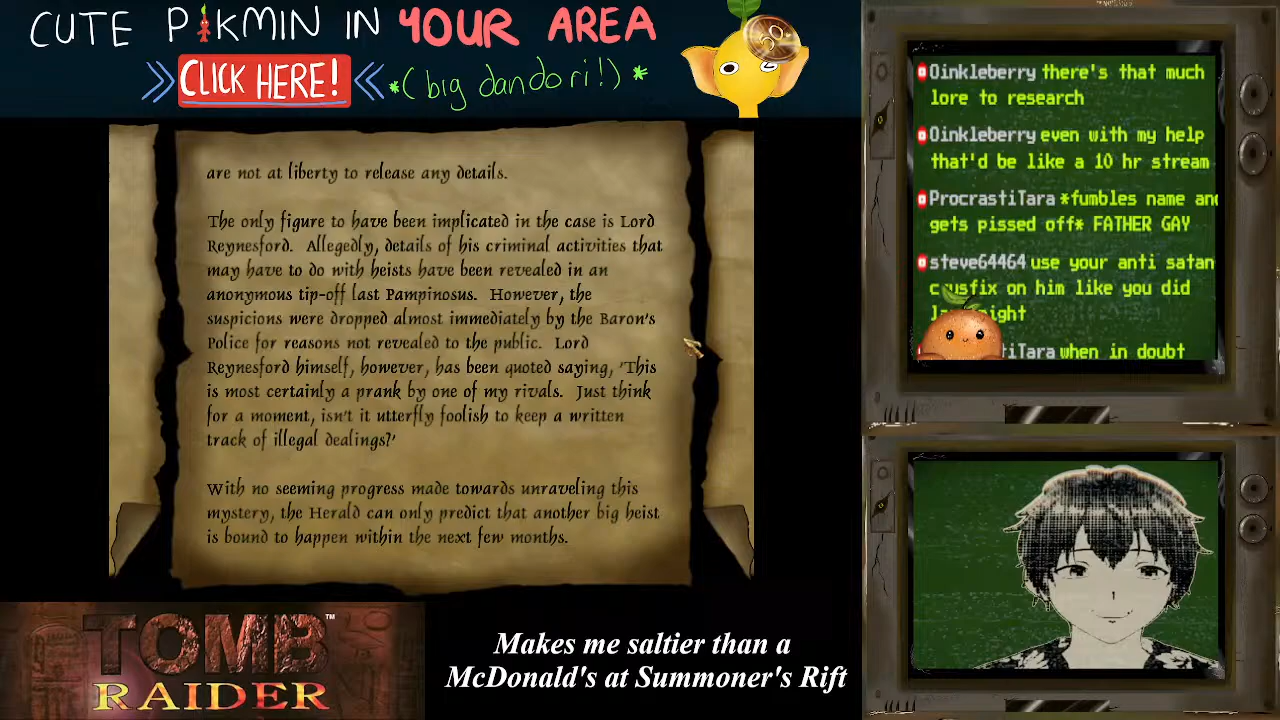 CUTE PIKMIN IN YOUR AREA
>> CLICK HERE! << *(big dandori!)*
are not at liberty to release any details.
The only figure to have been implicated in the case is Lord
Reynesford. Allegedly, details of his criminal activities that
may have to do with heists have been revealed in an
anonymous tip-off last Pampinosus. However, the
suspicions were dropped almost immediately by the Baron's
Police for reasons not revealed to the public. Lord
Reynesford himself, however, has been quoted saying, 'This
is most certainly a prank by one of my rivals. Just think
for a moment, isn't it utterfly foolish to keep a written
track of illegal dealings?'
With no seeming progress made towards unraveling this
mystery, the Herald can only predict that another big heist
is bound to happen within the next few months.
TOMB
RAIDER
™
Makes me saltier than a
McDonald's at Summoner's Rift
Oinkleberry there's that much
lore to research
Oinkleberry even with my help
that'd be like a 10 hr stream
ProcrastiTara *fumbles name and
gets pissed off* FATHER GAY
steve64464 use your anti satan
on him like you did
when in doubt